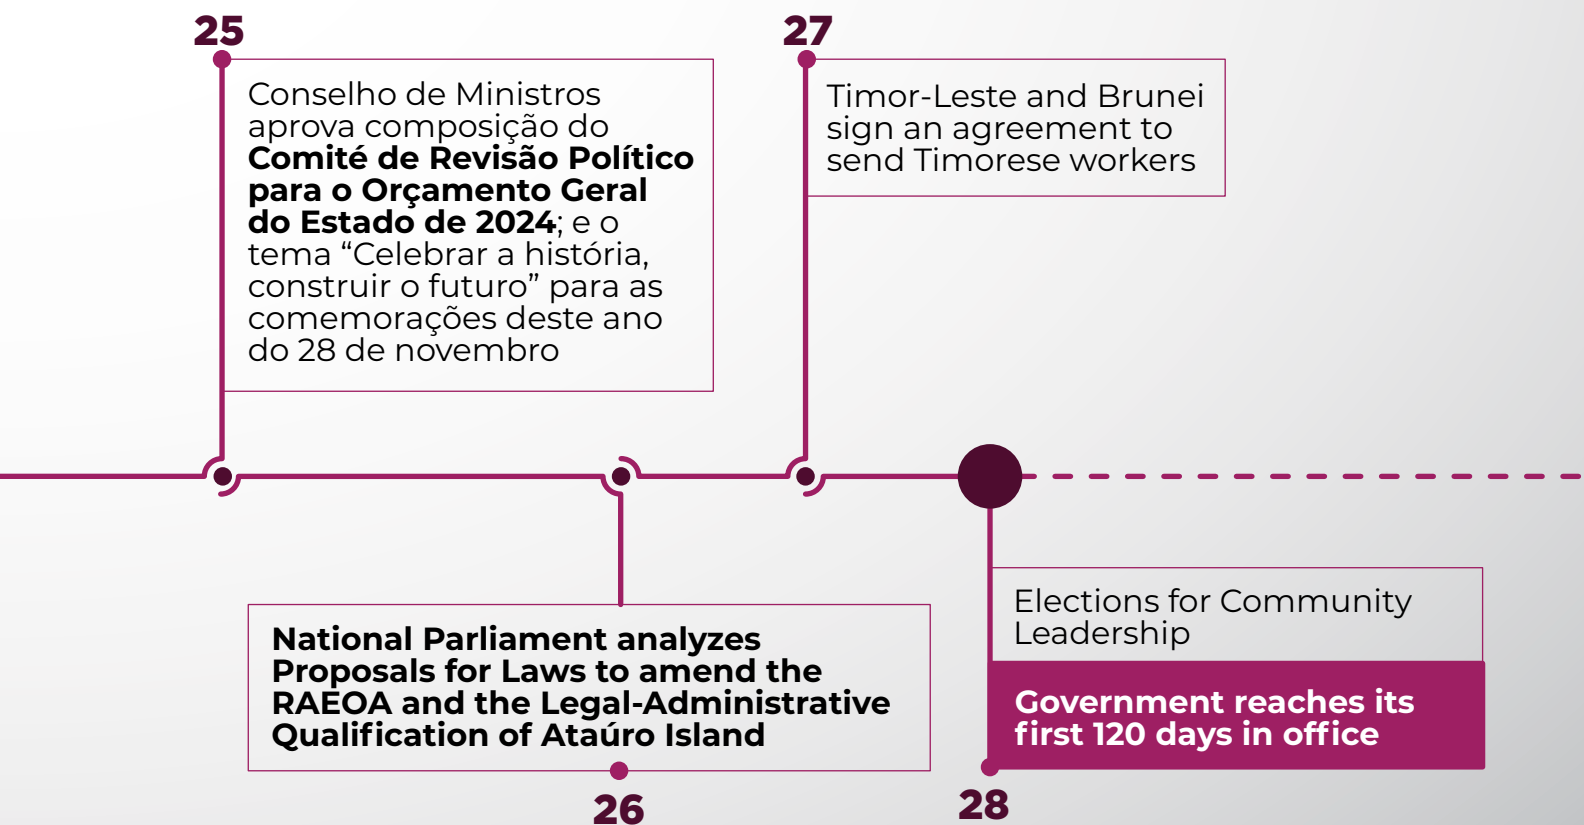 25
Conselho de Ministros
aprova composição do
Comité de Revisão Político
para o Orçamento Geral
do Estado de 2024; e o
tema “Celebrar a história,
construir o futuro” para as
comemorações deste ano
do 28 de novembro
27
Timor-Leste and Brunei
sign an agreement to
send Timorese workers
National Parliament analyzes
Proposals for Laws to amend the
RAEOA and the Legal-Administrative
Qualification of Ataúro Island
26
Elections for Community
Leadership
Government reaches its
first 120 days in office
28